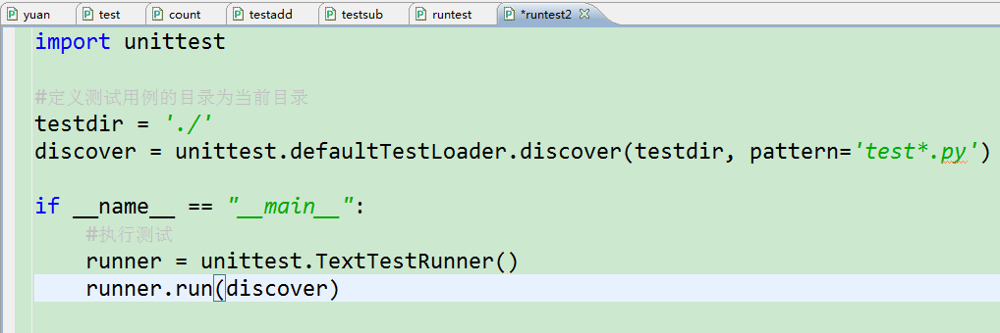 yuan test count testadd testsub runtest *runtest2
import unittest
#定义测试用例的目录为当前目录
testdir = './'
discover = unittest.defaultTestLoader.discover(testdir, pattern='test*.py')
if __name__ == "__main__":
#执行测试
runner = unittest.TextTestRunner()
runner.run(discover)